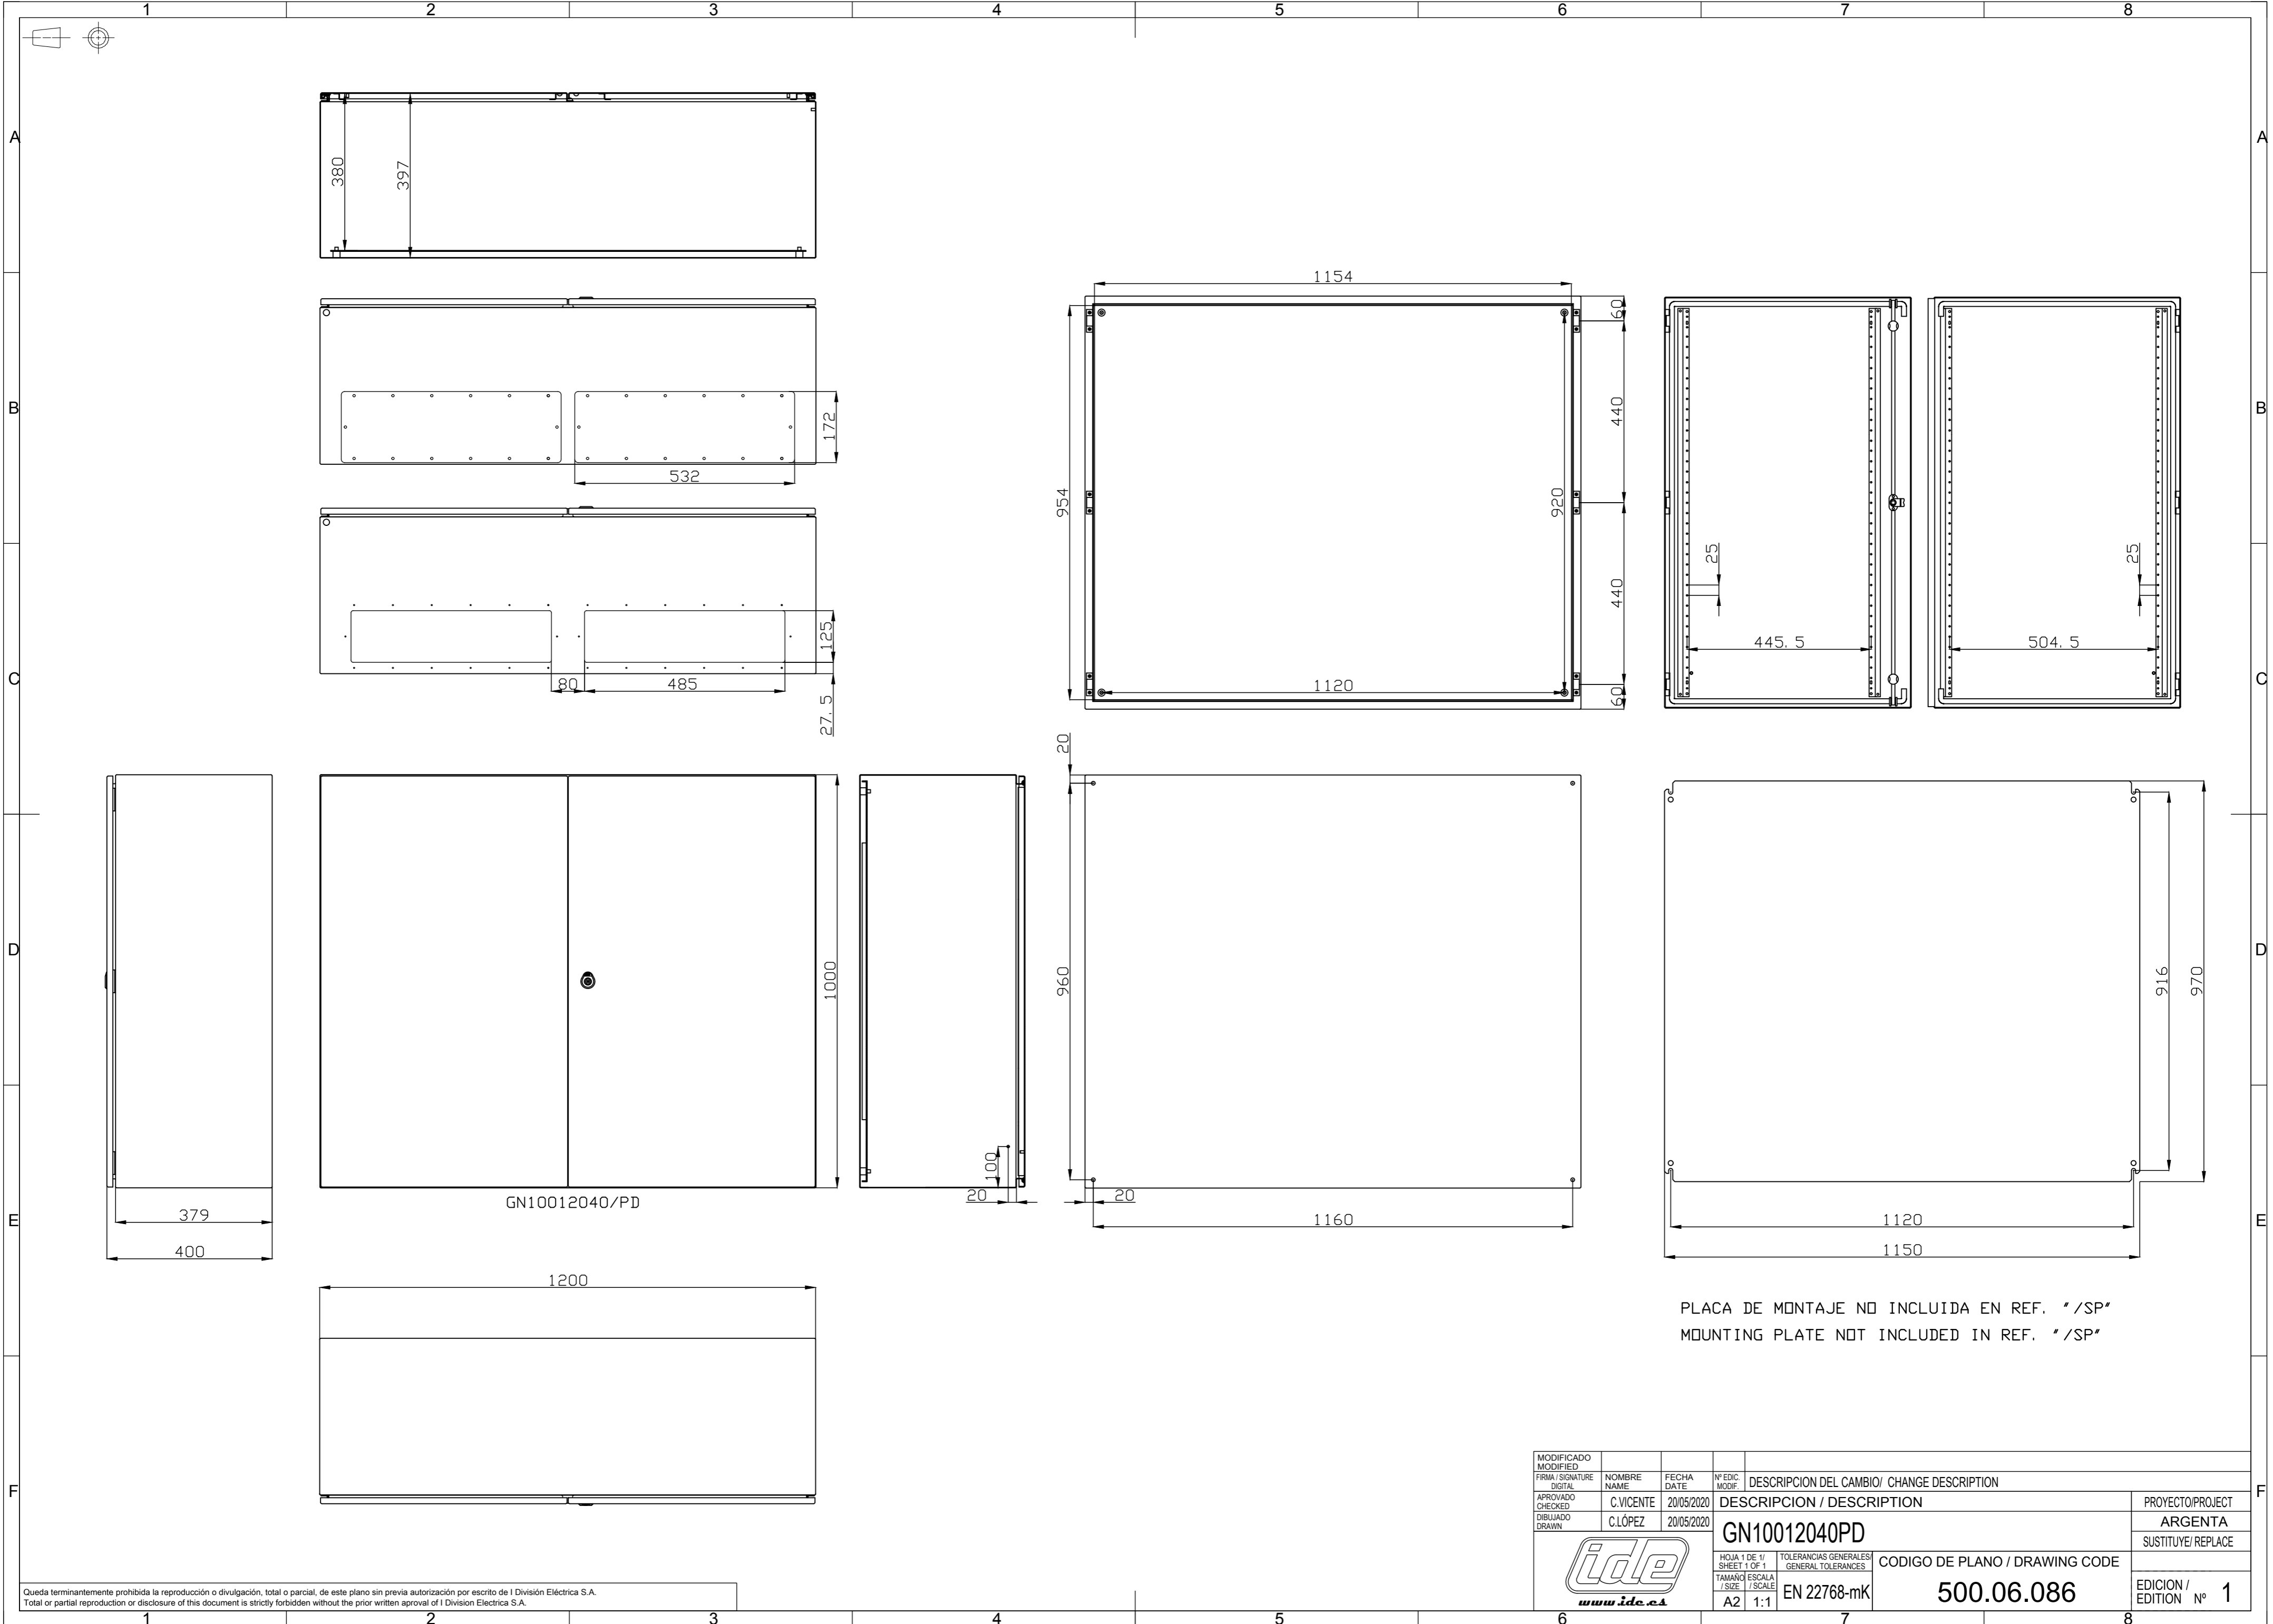 1 2 3 4 5 6 7 8
A A
380
397
B B
172
532
1154
60
440
954
920
440
1120
60
25
25
445.5
504.5
C C
125
80
485
27.5
20
D D
1000
960
916
970
100
20
20
GN10012040/PD
379
400
1160
1120
1150
E E
1200
PLACA DE MONTAJE NO INCLUIDA EN REF. "/SP"
MOUNTING PLATE NOT INCLUDED IN REF. "/SP"
F F
MODIFICADO
MODIFIED
FIRMA / SIGNATURE
DIGITAL
NOMBRE
NAME
FECHA
DATE
Nº EDIC.
MODIF.
DESCRIPCION DEL CAMBIO/ CHANGE DESCRIPTION
APROVADO
CHECKED
C.VICENTE 20/05/2020
DESCRIPCION / DESCRIPTION
PROYECTO/PROJECT
DIBUJADO
DRAWN
C.LÓPEZ 20/05/2020
GN10012040PD
ARGENTA
SUSTITUYE/ REPLACE
ide
www.ide.es
HOJA 1 DE 1/
SHEET 1 OF 1
TOLERANCIAS GENERALES/
GENERAL TOLERANCES
CODIGO DE PLANO / DRAWING CODE
TAMAÑO
/ SIZE
ESCALA
/ SCALE
A2 1:1
EN 22768-mK
500.06.086
EDICION /
EDITION Nº 1
Queda terminantemente prohibida la reproducción o divulgación, total o parcial, de este plano sin previa autorización por escrito de I División Eléctrica S.A.
Total or partial reproduction or disclosure of this document is strictly forbidden without the prior written aproval of I Division Electrica S.A.
1 2 3 4 5 6 7 8